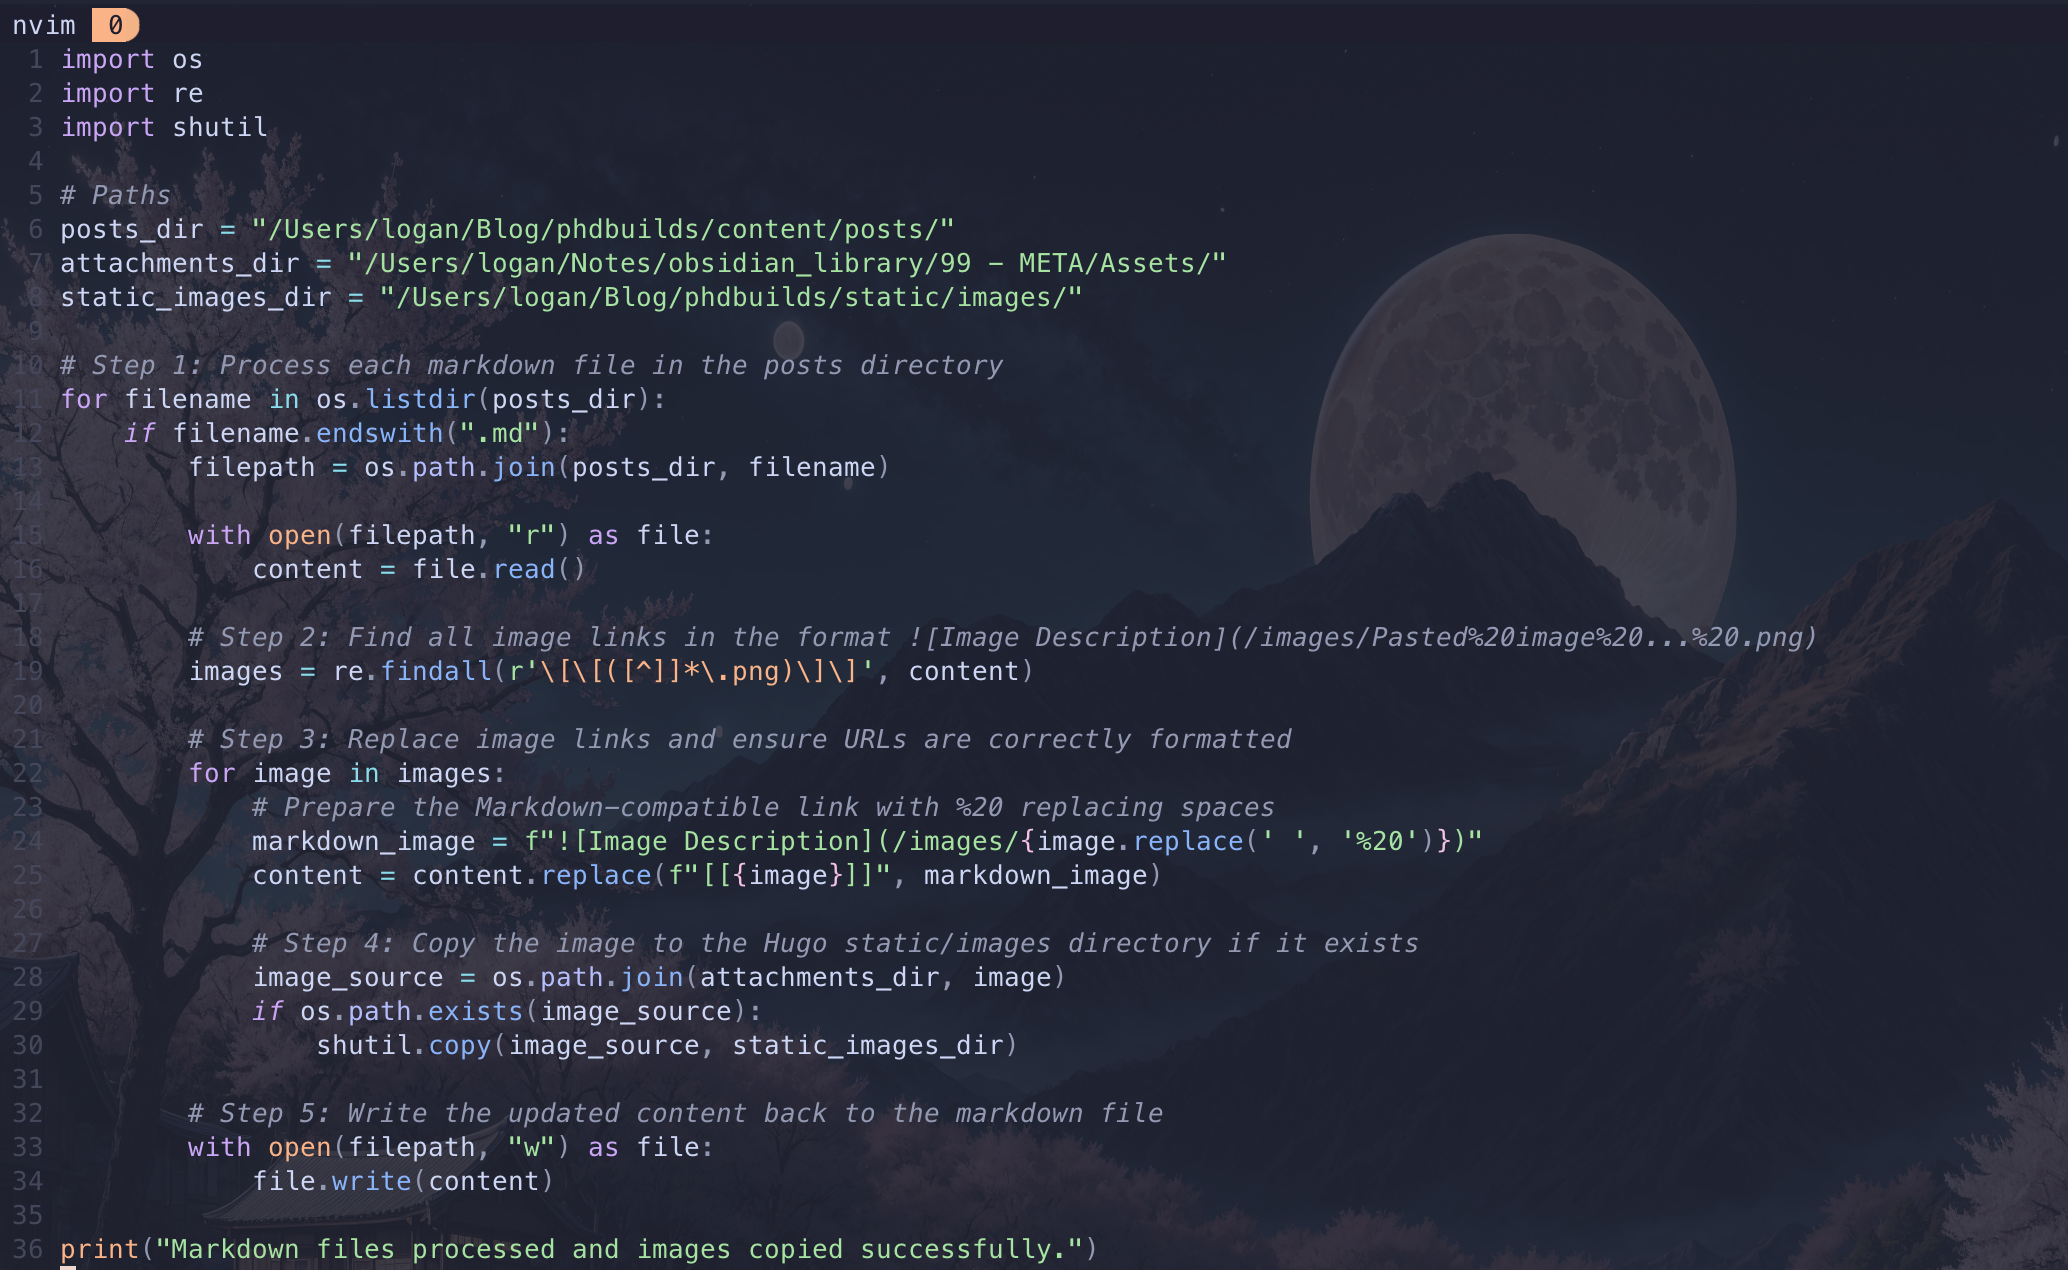 nvim 0
1 import os
2 import re
3 import shutil
4
5 # Paths
6 posts_dir = "/Users/logan/Blog/phdbuilds/content/posts/"
7 attachments_dir = "/Users/logan/Notes/obsidian_library/99 - META/Assets/"
8 static_images_dir = "/Users/logan/Blog/phdbuilds/static/images/"
9
10 # Step 1: Process each markdown file in the posts directory
11 for filename in os.listdir(posts_dir):
12     if filename.endswith(".md"):
13         filepath = os.path.join(posts_dir, filename)
14
15         with open(filepath, "r") as file:
16             content = file.read()
17
18         # Step 2: Find all image links in the format ![Image Description](/images/Pasted%20image%20...%20.png)
19         images = re.findall(r'\[\[([^]]*\.png)\]\]', content)
20
21         # Step 3: Replace image links and ensure URLs are correctly formatted
22         for image in images:
23             # Prepare the Markdown-compatible link with %20 replacing spaces
24             markdown_image = f"![Image Description](/images/{image.replace(' ', '%20')})"
25             content = content.replace(f"[[{image}]]", markdown_image)
26
27             # Step 4: Copy the image to the Hugo static/images directory if it exists
28             image_source = os.path.join(attachments_dir, image)
29             if os.path.exists(image_source):
30                 shutil.copy(image_source, static_images_dir)
31
32         # Step 5: Write the updated content back to the markdown file
33         with open(filepath, "w") as file:
34             file.write(content)
35
36 print("Markdown files processed and images copied successfully.")